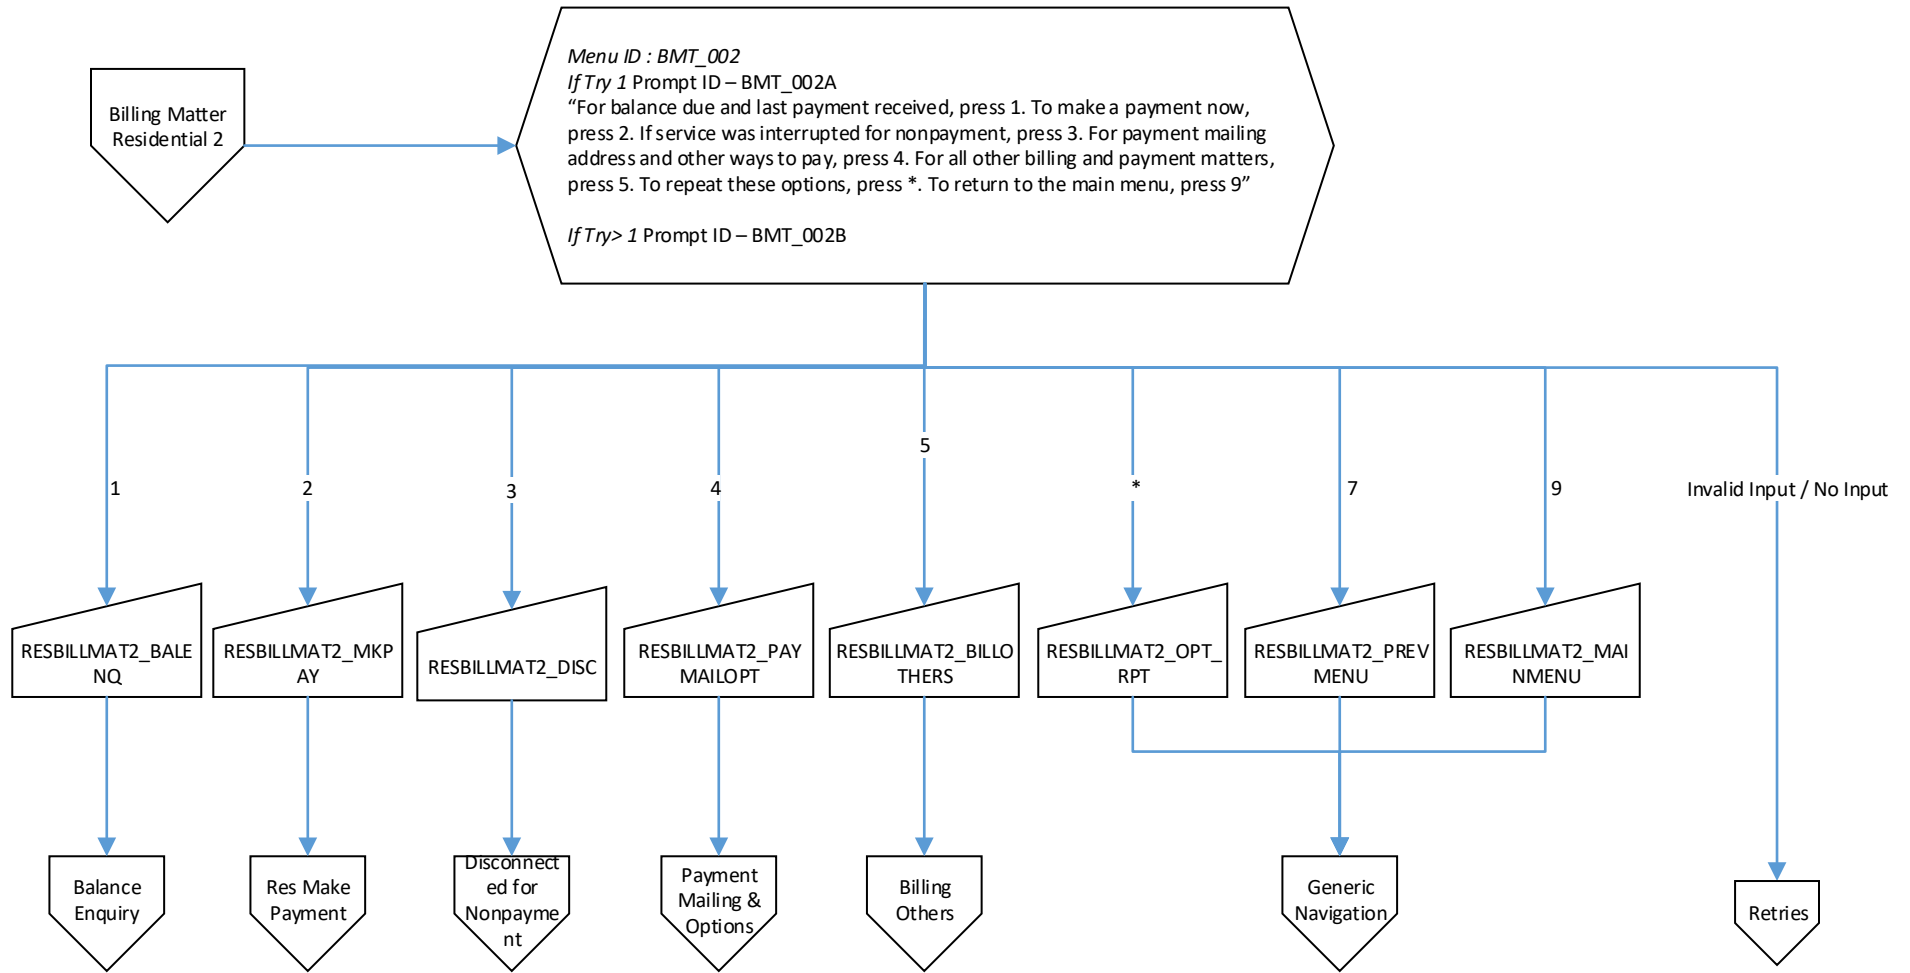 Billing Matter
Residential 2
Menu ID : BMT_002
If Try 1 Prompt ID – BMT_002A
“For balance due and last payment received, press 1. To make a payment now,
press 2. If service was interrupted for nonpayment, press 3. For payment mailing
address and other ways to pay, press 4. For all other billing and payment matters,
press 5. To repeat these options, press *. To return to the main menu, press 9”
If Try> 1 Prompt ID – BMT_002B
1
2
3
4
5
*
7
9
Invalid Input / No Input
RESBILLMAT2_BALE
NQ
RESBILLMAT2_MKP
AY
RESBILLMAT2_DISC
RESBILLMAT2_PAY
MAILOPT
RESBILLMAT2_BILLO
THERS
RESBILLMAT2_OPT_
RPT
RESBILLMAT2_PREV
MENU
RESBILLMAT2_MAI
NMENU
Balance
Enquiry
Res Make
Payment
Disconnect
ed for
Nonpayme
nt
Payment
Mailing &
Options
Billing
Others
Generic
Navigation
Retries